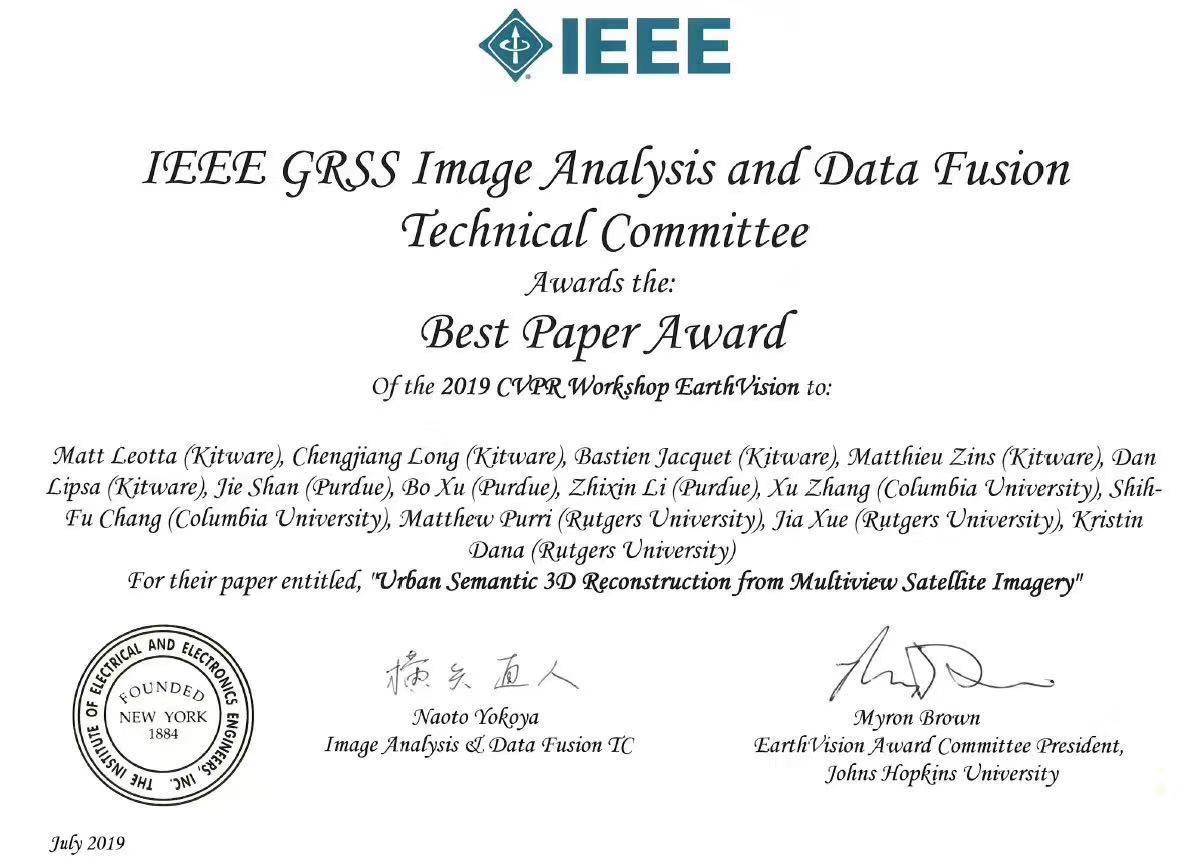 IEEE
IEEE GRSS Image Analysis and Data Fusion
Technical Committee
Awards the:
Best Paper Award
Of the 2019 CVPR Workshop EarthVision to:
Matt Leotta (Kitware), Chengjiang Long (Kitware), Bastien Jacquet (Kitware), Matthieu Zins (Kitware), Dan
Lipsa (Kitware), Jie Shan (Purdue), Bo Xu (Purdue), Zhixin Li (Purdue), Xu Zhang (Columbia University), Shih-
Fu Chang (Columbia University), Matthew Purri (Rutgers University), Jia Xue (Rutgers University), Kristin
Dana (Rutgers University)
For their paper entitled, "Urban Semantic 3D Reconstruction from Multiview Satellite Imagery"
THE INSTITUTE OF ELECTRICAL AND ELECTRONICS ENGINEERS, INC.
FOUNDED
NEW YORK
1884
横矢直人
Naoto Yokoya
Image Analysis & Data Fusion TC
Myron Brown
EarthVision Award Committee President,
Johns Hopkins University
July 2019